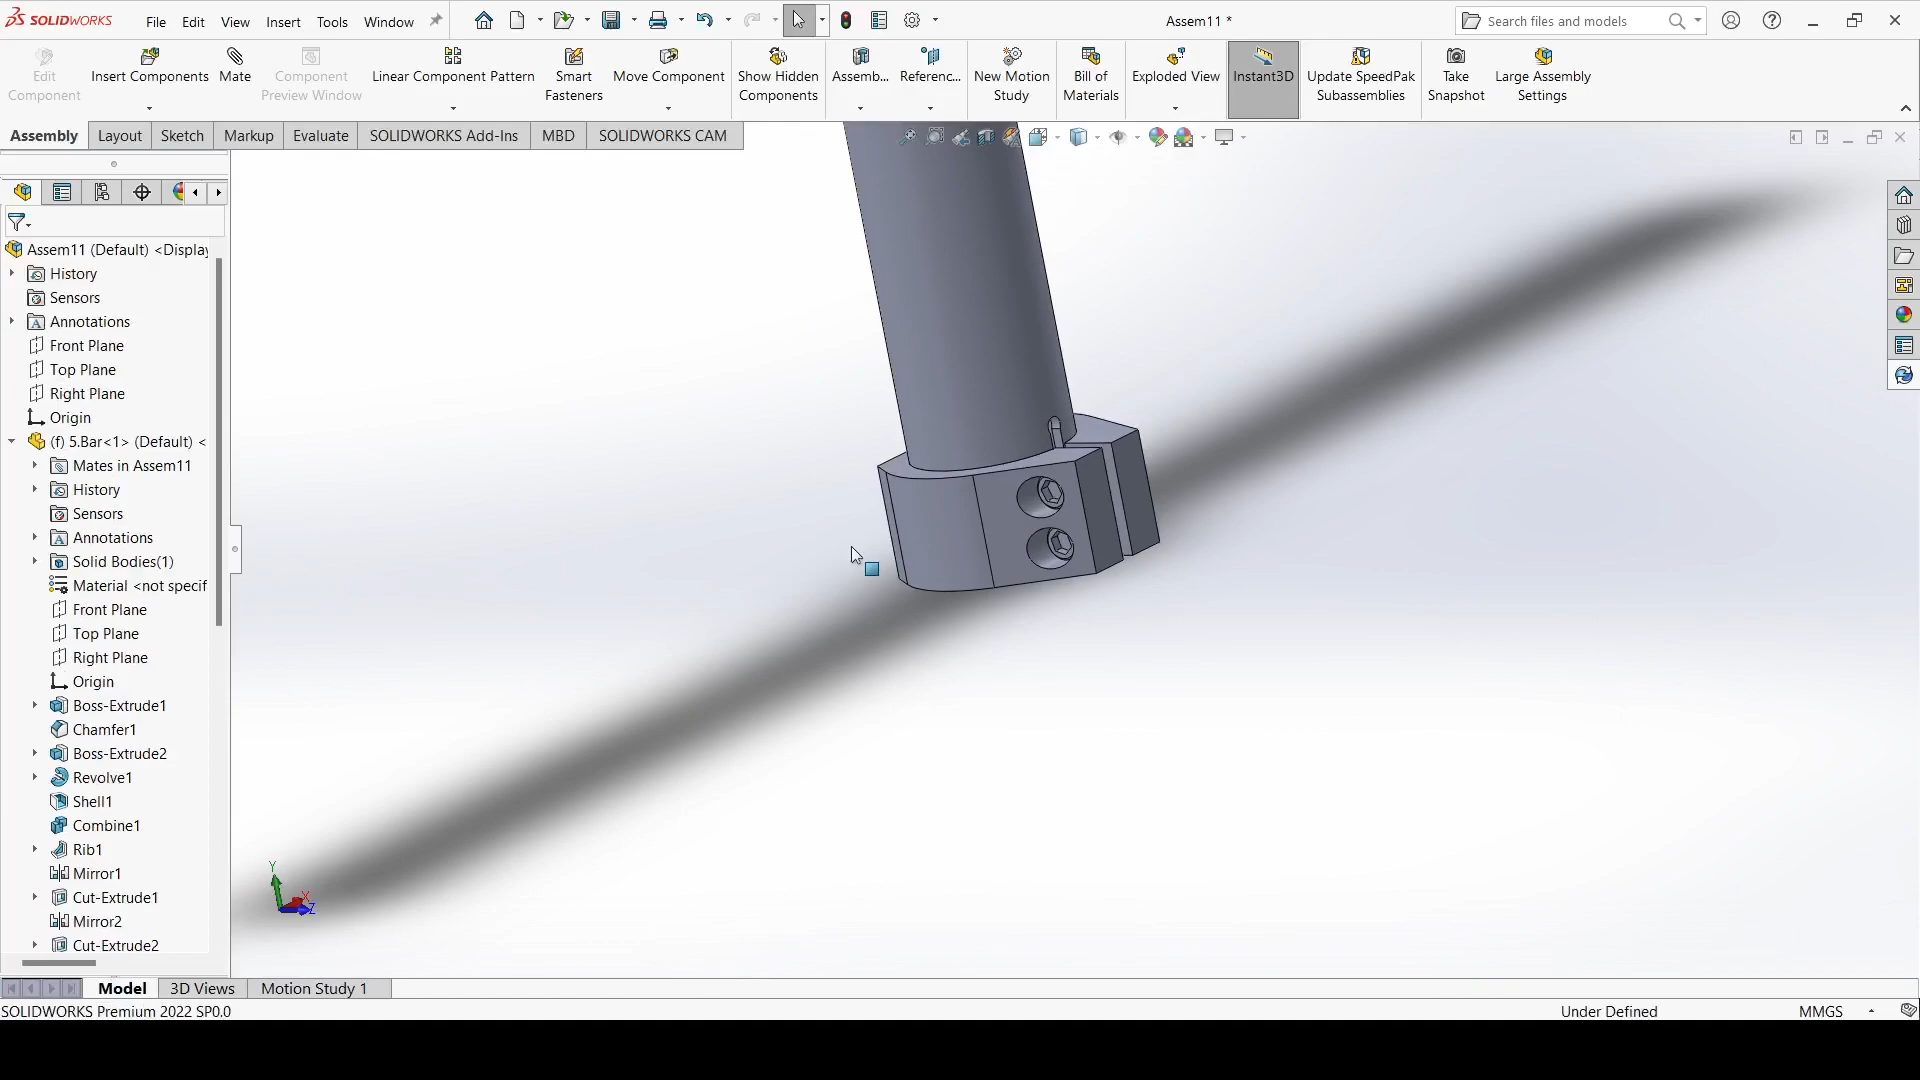 SOLIDWORKS File Edit View Insert Tools Window Assem11 * Search files and models
Edit Component
Insert Components
Mate
Component Preview Window
Linear Component Pattern
Smart Fasteners
Move Component
Show Hidden Components
Assemb...
Referenc...
New Motion Study
Bill of Materials
Exploded View
Instant3D
Update SpeedPak Subassemblies
Take Snapshot
Large Assembly Settings
Assembly Layout Sketch Markup Evaluate SOLIDWORKS Add-Ins MBD SOLIDWORKS CAM
Assem11 (Default) <Display
History
Sensors
Annotations
Front Plane
Top Plane
Right Plane
Origin
(f) 5.Bar<1> (Default) <
Mates in Assem11
History
Sensors
Annotations
Solid Bodies(1)
Material <not specif
Front Plane
Top Plane
Right Plane
Origin
Boss-Extrude1
Chamfer1
Boss-Extrude2
Revolve1
Shell1
Combine1
Rib1
Mirror1
Cut-Extrude1
Mirror2
Cut-Extrude2
Y
X
Z
Model 3D Views Motion Study 1
SOLIDWORKS Premium 2022 SP0.0 Under Defined MMGS